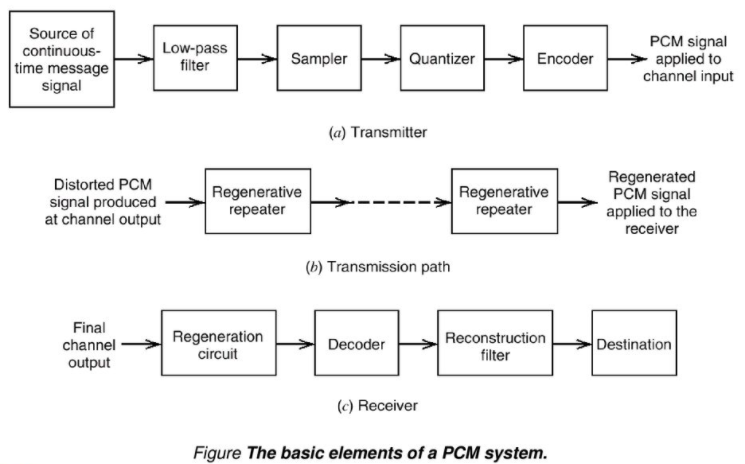 Source of
continuous-
time message
signal
Low-pass
filter
Sampler
Quantizer
Encoder
PCM signal
applied to
channel input
(a) Transmitter
Distorted PCM
signal produced
at channel output
Regenerative
repeater
Regenerative
repeater
Regenerated
PCM signal
applied to the
receiver
(b) Transmission path
Final
channel
output
Regeneration
circuit
Decoder
Reconstruction
filter
Destination
(c) Receiver
Figure The basic elements of a PCM system.